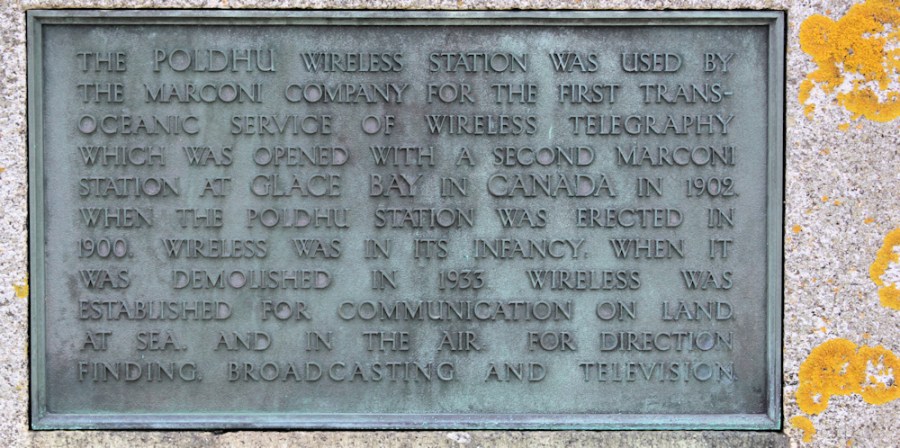 THE POLDHU WIRELESS STATION WAS USED BY
THE MARCONI COMPANY FOR THE FIRST TRANS-
OCEANIC SERVICE OF WIRELESS TELEGRAPHY
WHICH WAS OPENED WITH A SECOND MARCONI
STATION AT GLACE BAY IN CANADA IN 1902.
WHEN THE POLDHU STATION WAS ERECTED IN
1900, WIRELESS WAS IN ITS INFANCY: WHEN IT
WAS DEMOLISHED IN 1933, WIRELESS WAS
ESTABLISHED FOR COMMUNICATION ON LAND,
AT SEA, AND IN THE AIR, FOR DIRECTION
FINDING, BROADCASTING AND TELEVISION.